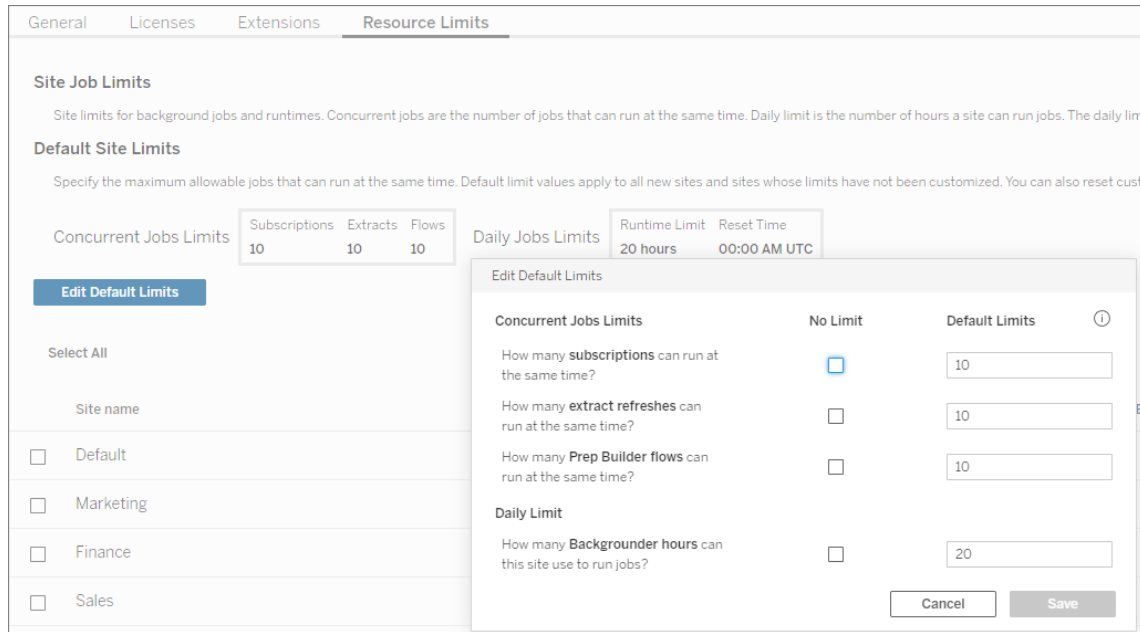 General Licenses Extensions Resource Limits
Site Job Limits
Site limits for background jobs and runtimes. Concurrent jobs are the number of jobs that can run at the same time. Daily limit is the number of hours a site can run jobs. The daily
Default Site Limits
Specify the maximum allowable jobs that can run at the same time. Default limit values apply to all new sites and sites whose limits have not been customized. You can also reset
Concurrent Jobs Limits
Subscriptions Extracts Flows
10 10 10
Daily Jobs Limits
Runtime Limit Reset Time
20 hours 00:00 AM UTC
Edit Default Limits
Select All
Site name
Default
Marketing
Finance
Sales
Edit Default Limits
Concurrent Jobs Limits No Limit Default Limits
How many subscriptions can run at
the same time?
10
How many extract refreshes can
run at the same time?
10
How many Prep Builder flows can
run at the same time?
10
Daily Limit
How many Backgrounder hours can
this site use to run jobs?
20
Cancel Save